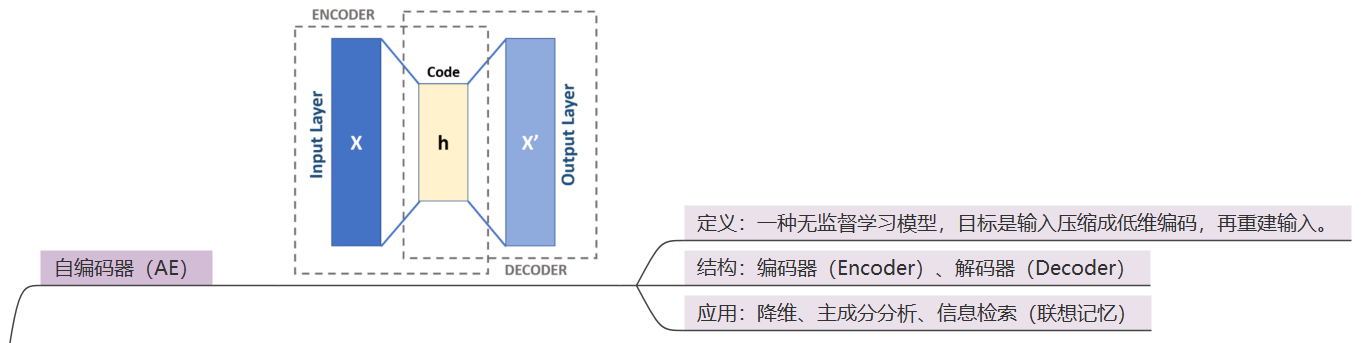 ENCODER
Input Layer
X
Code
h
X’
Output Layer
DECODER
自编码器（AE）
定义：一种无监督学习模型，目标是输入压缩成低维编码，再重建输入。
结构：编码器（Encoder）、解码器（Decoder）
应用：降维、主成分分析、信息检索（联想记忆）